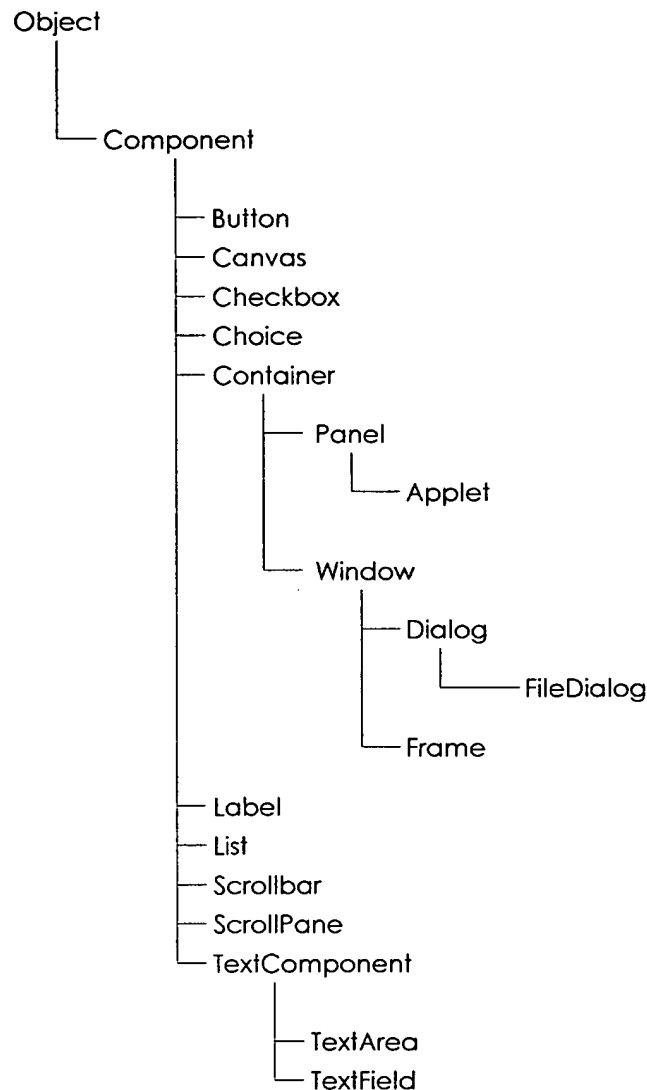 Object
Component
Button
Canvas
Checkbox
Choice
Container
Panel
Applet
Window
Dialog
FileDialog
Frame
Label
List
Scrollbar
ScrollPane
TextComponent
TextArea
TextField